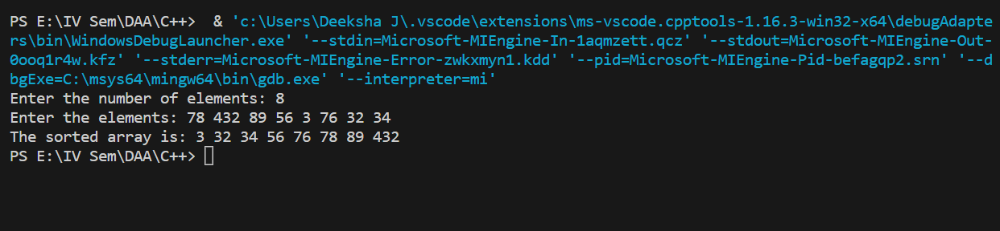 PS E:\IV Sem\DAA\C++>  & 'c:\Users\Deeksha J\.vscode\extensions\ms-vscode.cpptools-1.16.3-win32-x64\debugAdapte
rs\bin\WindowsDebugLauncher.exe' '--stdin=Microsoft-MIEngine-In-1aqmzett.qcz' '--stdout=Microsoft-MIEngine-Out-
0ooq1r4w.kfz' '--stderr=Microsoft-MIEngine-Error-zwkxmyn1.kdd' '--pid=Microsoft-MIEngine-Pid-befagqp2.srn' '--d
bgExe=C:\msys64\mingw64\bin\gdb.exe' '--interpreter=mi'
Enter the number of elements: 8
Enter the elements: 78 432 89 56 3 76 32 34
The sorted array is: 3 32 34 56 76 78 89 432
PS E:\IV Sem\DAA\C++>